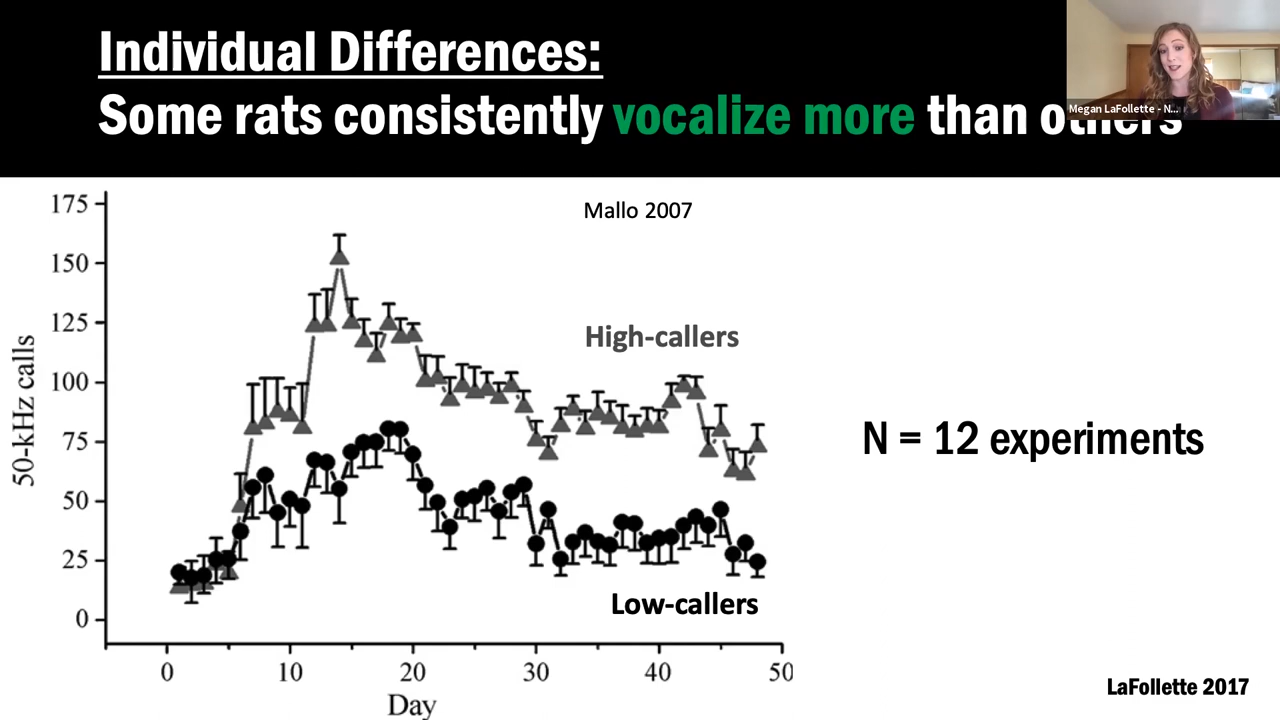 Individual Differences:
Some rats consistently vocalize more than others
Megan LaFollette - N...
Mallo 2007
175
150
125
100
75
50
25
0
50-kHz calls
High-callers
Low-callers
0 10 20 30 40 50
Day
N = 12 experiments
LaFollette 2017